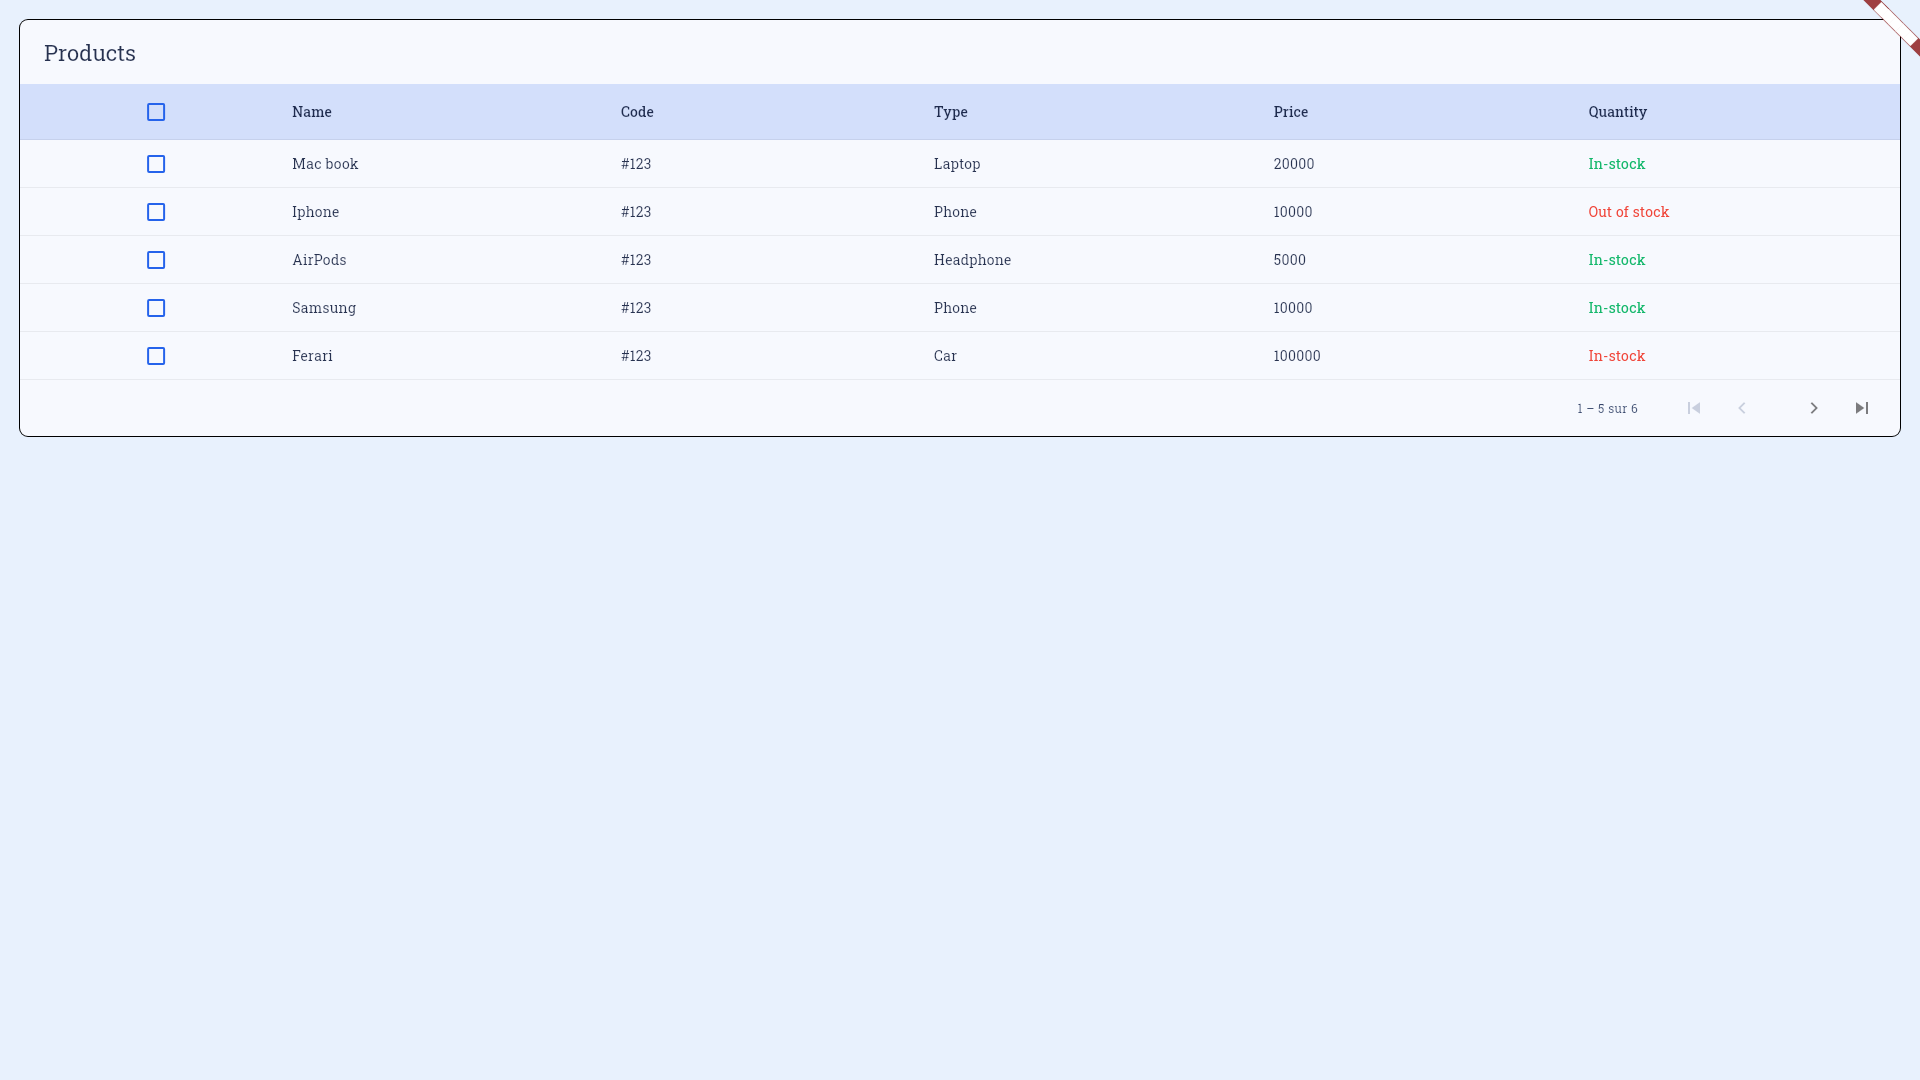 Products
Name Code Type Price Quantity
Mac book #123 Laptop 20000 In-stock
Iphone #123 Phone 10000 Out of stock
AirPods #123 Headphone 5000 In-stock
Samsung #123 Phone 10000 In-stock
Ferari #123 Car 100000 In-stock
1 – 5 sur 6